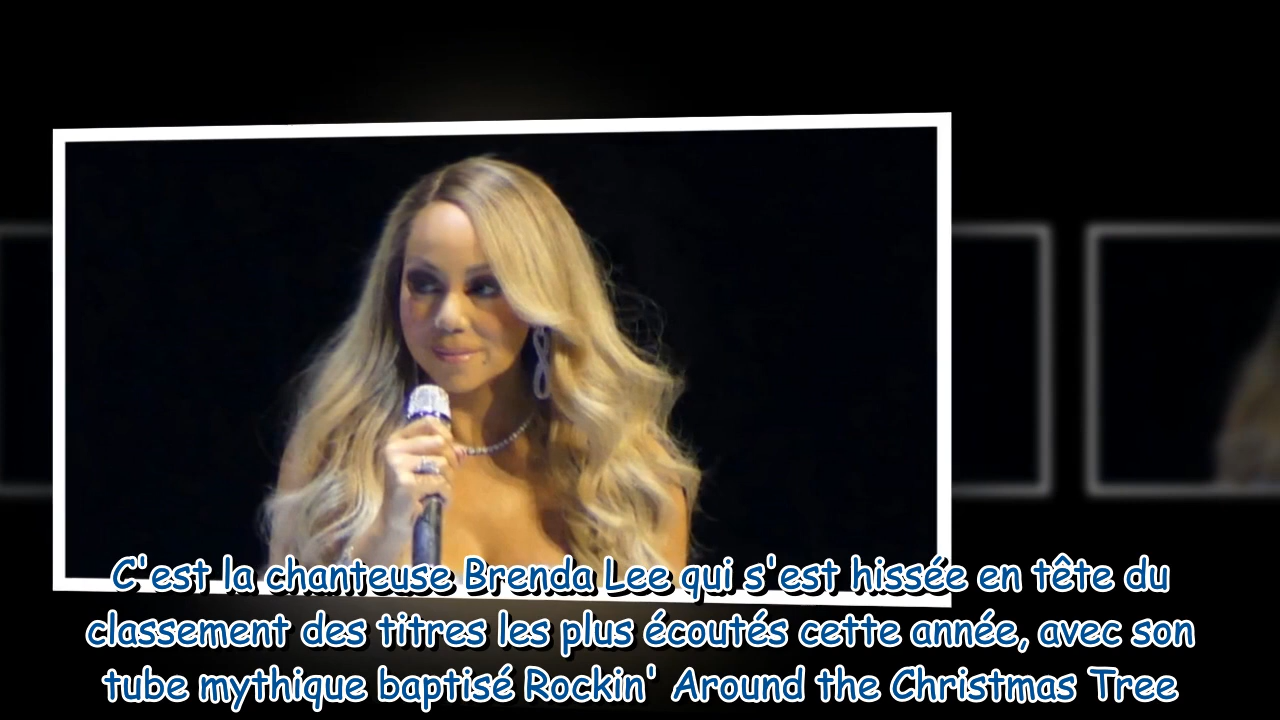 C'est la chanteuse Brenda Lee qui s'est hissée en tête du
classement des titres les plus écoutés cette année, avec son
tube mythique baptisé Rockin' Around the Christmas Tree